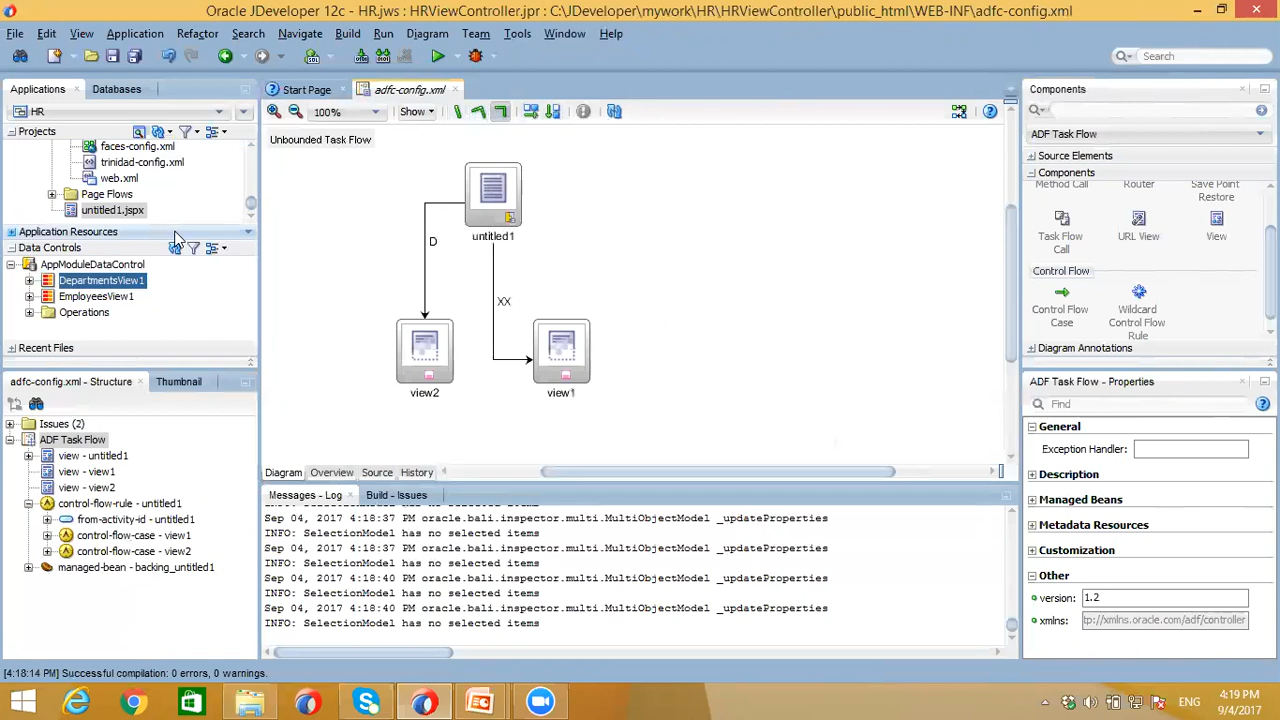 Oracle JDeveloper 12c - HR.jws : HRViewController.jpr : C:\JDeveloper\mywork\HR\HRViewController\public_html\WEB-INF\adfc-config.xml
File Edit View Application Refactor Search Navigate Build Run Diagram Team Tools Window Help
Search
Applications
Databases
HR
Projects
faces-config.xml
trinidad-config.xml
web.xml
Page Flows
untitled1.jspx
Application Resources
Data Controls
AppModuleDataControl
DepartmentsView1
EmployeesView1
Operations
Recent Files
adfc-config.xml - Structure
Thumbnail
Issues (2)
ADF Task Flow
view - untitled1
view - view1
view - view2
control-flow-rule - untitled1
from-activity-id - untitled1
control-flow-case - view1
control-flow-case - view2
managed-bean - backing_untitled1
Start Page
adfc-config.xml
100%
Show
Unbounded Task Flow
untitled1
D
XX
view2
view1
Diagram Overview Source History
Messages - Log
Build - Issues
Sep 04, 2017 4:18:37 PM oracle.bali.inspector.multi.MultiObjectModel _updateProperties
INFO: SelectionModel has no selected items
Sep 04, 2017 4:18:37 PM oracle.bali.inspector.multi.MultiObjectModel _updateProperties
INFO: SelectionModel has no selected items
Sep 04, 2017 4:18:40 PM oracle.bali.inspector.multi.MultiObjectModel _updateProperties
INFO: SelectionModel has no selected items
Sep 04, 2017 4:18:40 PM oracle.bali.inspector.multi.MultiObjectModel _updateProperties
INFO: SelectionModel has no selected items
Components
ADF Task Flow
Source Elements
Components
Method Call
Router
Save Point Restore
Task Flow Call
URL View
View
Control Flow
Control Flow Case
Wildcard Control Flow Rule
Diagram Annotations
ADF Task Flow - Properties
Find
General
Exception Handler:
Description
Managed Beans
Metadata Resources
Customization
Other
version: 1.2
xmlns: tp://xmlns.oracle.com/adf/controller
[4:18:14 PM] Successful compilation: 0 errors, 0 warnings.
ENG
4:19 PM
9/4/2017